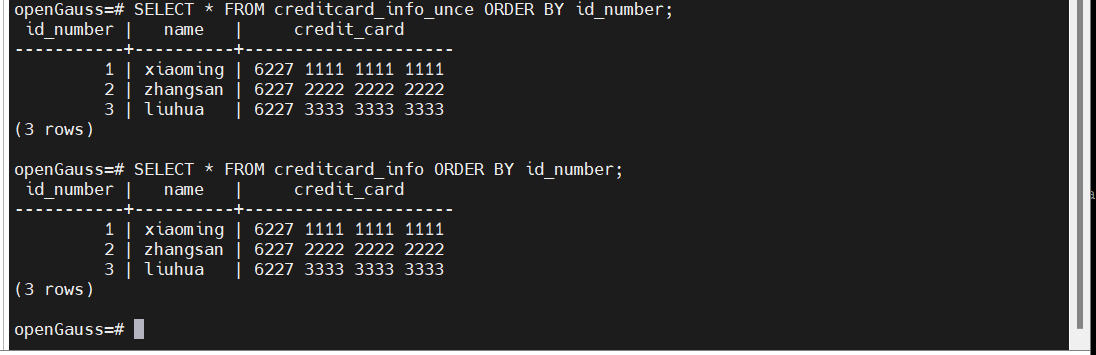 openGauss=# SELECT * FROM creditcard_info_unce ORDER BY id_number;
 id_number |   name   |     credit_card
-----------+----------+---------------------
         1 | xiaoming | 6227 1111 1111 1111
         2 | zhangsan | 6227 2222 2222 2222
         3 | liuhua   | 6227 3333 3333 3333
(3 rows)

openGauss=# SELECT * FROM creditcard_info ORDER BY id_number;
 id_number |   name   |     credit_card
-----------+----------+---------------------
         1 | xiaoming | 6227 1111 1111 1111
         2 | zhangsan | 6227 2222 2222 2222
         3 | liuhua   | 6227 3333 3333 3333
(3 rows)

openGauss=#